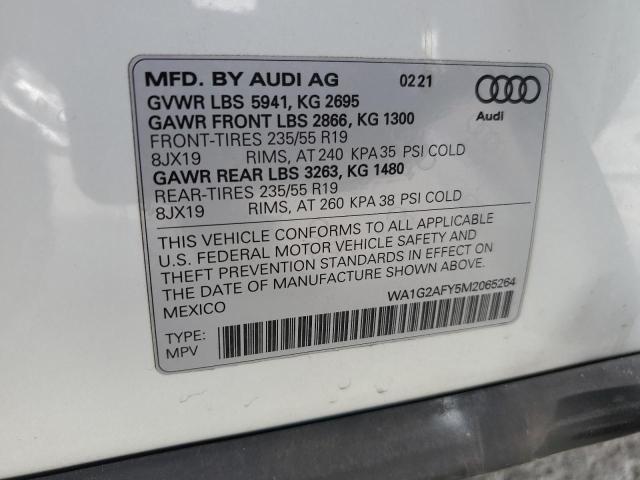 MFD. BY AUDI AG 02 21
Audi
GVWR LBS 5941, KG 2695
GAWR FRONT LBS 2866, KG 1300
FRONT-TIRES 235/55 R19
8JX19 RIMS, AT 240 KPA 35 PSI COLD
GAWR REAR LBS 3263, KG 1480
REAR-TIRES 235/55 R19
8JX19 RIMS, AT 260 KPA 38 PSI COLD
THIS VEHICLE CONFORMS TO ALL APPLICABLE
U.S. FEDERAL MOTOR VEHICLE SAFETY AND
THEFT PREVENTION STANDARDS IN EFFECT ON
THE DATE OF MANUFACTURE SHOWN ABOVE.
MEXICO
WA1G2AFY5M2065264
TYPE:
MPV